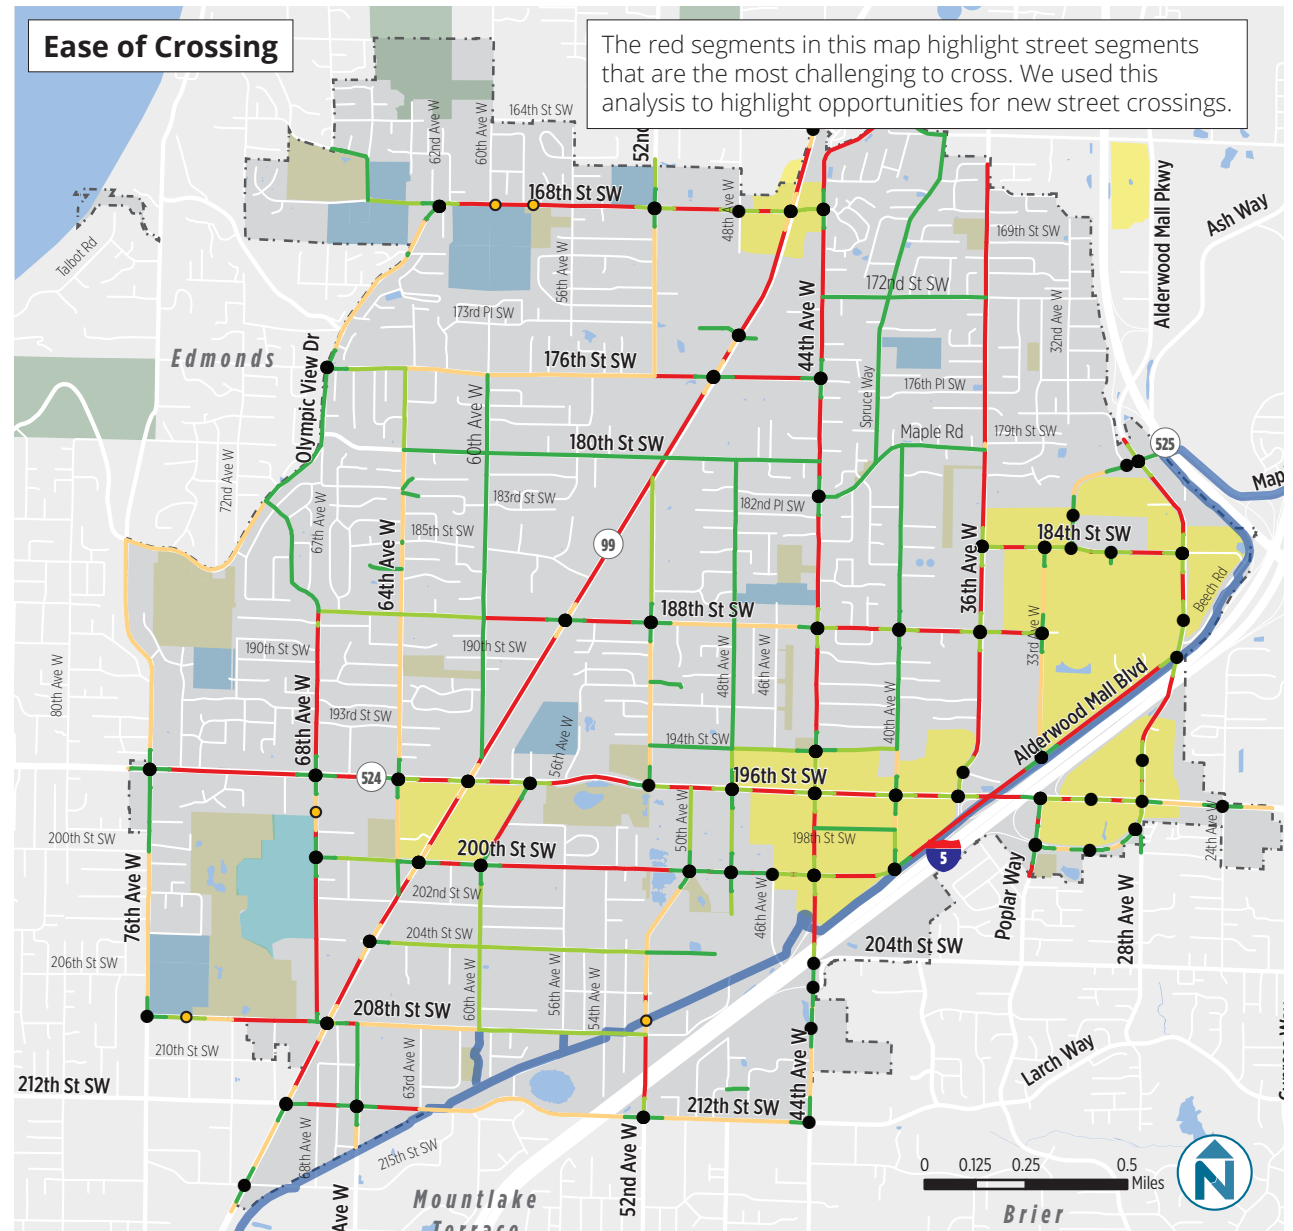 Ease of Crossing
The red segments in this map highlight street segments
that are the most challenging to cross. We used this
analysis to highlight opportunities for new street crossings.
164th St SW
62nd Ave W
60th Ave W
168th St SW
48th Ave W
Alderwood Mall Pkwy
Ash Way
Talbot Rd
56th Ave W
169th St SW
172nd St SW
173rd Pl SW
44th Ave W
32nd Ave W
Edmonds
Olympic View Dr
176th St SW
Spruce Way
176th Pl SW
60th Ave W
180th St SW
Maple Rd
179th St SW
525
72nd Ave W
67th Ave W
183rd St SW
182nd Pl SW
185th St SW
64th Ave W
99
36th Ave W
184th St SW
Beech Rd
188th St SW
33rd Ave W
190th St SW
190th St SW
48th Ave W
46th Ave W
80th Ave W
68th Ave W
193rd St SW
56th Ave W
194th St SW
40th Ave W
Alderwood Mall Blvd
524
196th St SW
200th St SW
200th St SW
50th Ave W
198th St SW
24th Ave W
5
76th Ave W
202nd St SW
46th Ave W
Poplar Way
28th Ave W
204th St SW
204th St SW
206th St SW
60th Ave W
56th Ave W
54th Ave W
208th St SW
210th St SW
63rd Ave W
44th Ave W
Larch Way
212th St SW
212th St SW
68th Ave W
215th St SW
52nd Ave W
Ave W
Mountlake
Terrace
0 0.125 0.25 0.5
Miles
N
Brier